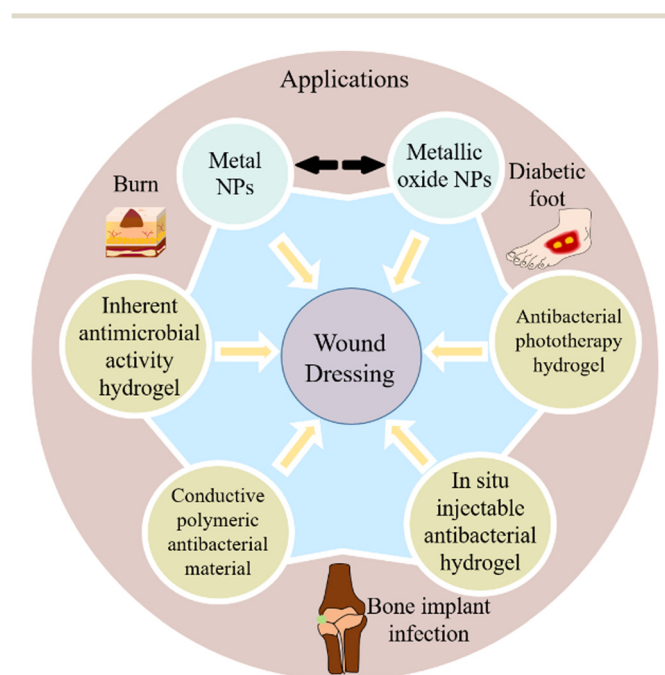 Applications
Metal
NPs
Metallic
oxide NPs
Burn
Diabetic
foot
Inherent
antimicrobial
activity
hydrogel
Wound
Dressing
Antibacterial
phototherapy
hydrogel
Conductive
polymeric
antibacterial
material
In situ
injectable
antibacterial
hydrogel
Bone implant
infection